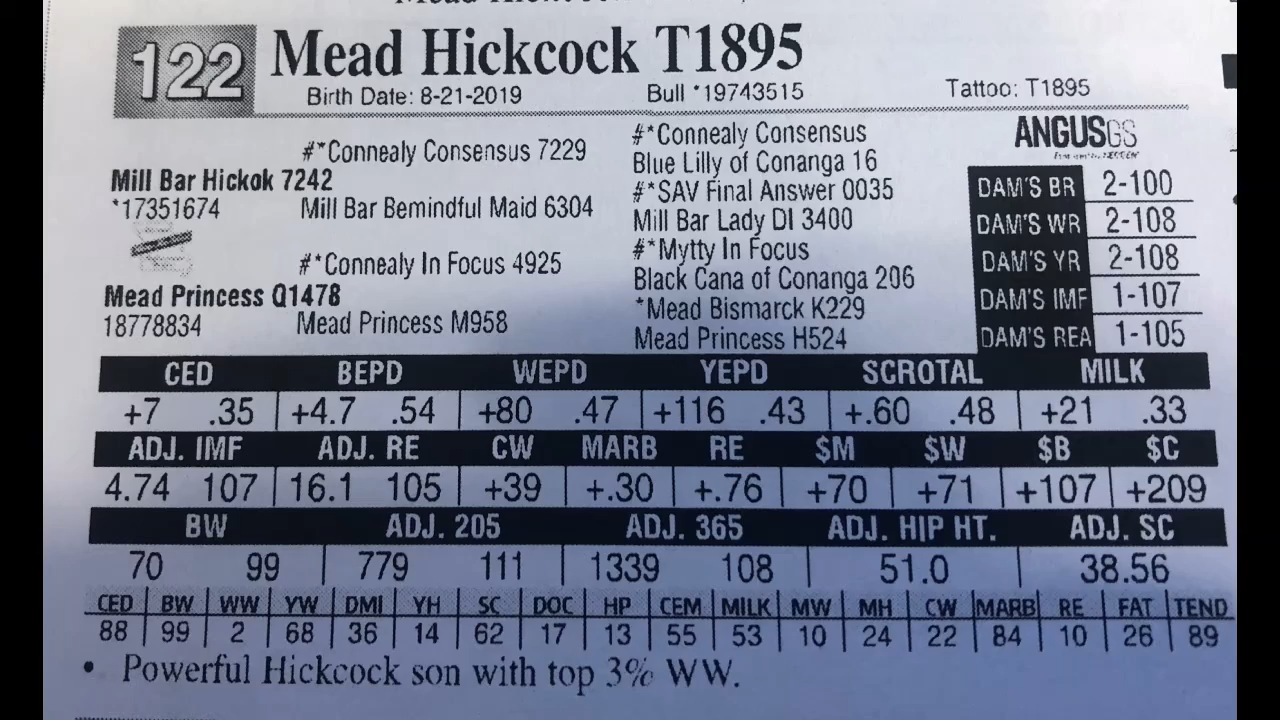 122 Mead Hickcock T1895
Birth Date: 8-21-2019 Bull *19743515 Tattoo: T1895
#*Connealy Consensus
#*Connealy Consensus 7229
Blue Lilly of Conanga 16
Mill Bar Hickok 7242
#*SAV Final Answer 0035
*17351674 Mill Bar Bemindful Maid 6304
Mill Bar Lady DI 3400
#*Mytty In Focus
#*Connealy In Focus 4925
Black Cana of Conanga 206
Mead Princess Q1478
*Mead Bismarck K229
18778834 Mead Princess M958
Mead Princess H524
ANGUSGS
DAM'S BR 2-100
DAM'S WR 2-108
DAM'S YR 2-108
DAM'S IMF 1-107
DAM'S REA 1-105
CED BEPD WEPD YEPD SCROTAL MILK
+7 .35 +4.7 .54 +80 .47 +116 .43 +.60 .48 +21 .33
ADJ. IMF ADJ. RE CW MARB RE $M $W $B $C
4.74 107 16.1 105 +39 +.30 +.76 +70 +71 +107 +209
BW ADJ. 205 ADJ. 365 ADJ. HIP HT. ADJ. SC
70 99 779 111 1339 108 51.0 38.56
CED BW WW YW DMI YH SC DOC HP CEM MILK MW MH CW MARB RE FAT TEND
88 99 2 68 36 14 62 17 13 55 53 10 24 22 84 10 26 89
• Powerful Hickcock son with top 3% WW.